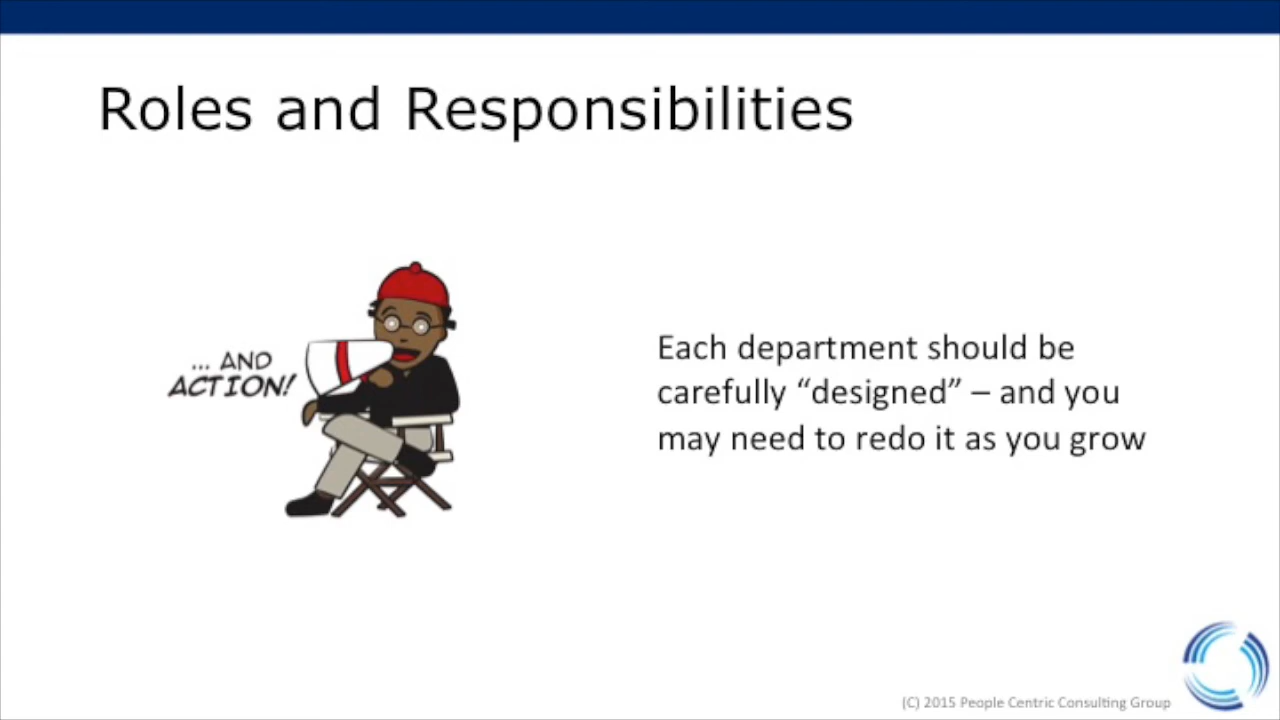 Roles and Responsibilities
... AND
ACTION!
Each department should be
carefully “designed” – and you
may need to redo it as you grow
(C) 2015 People Centric Consulting Group